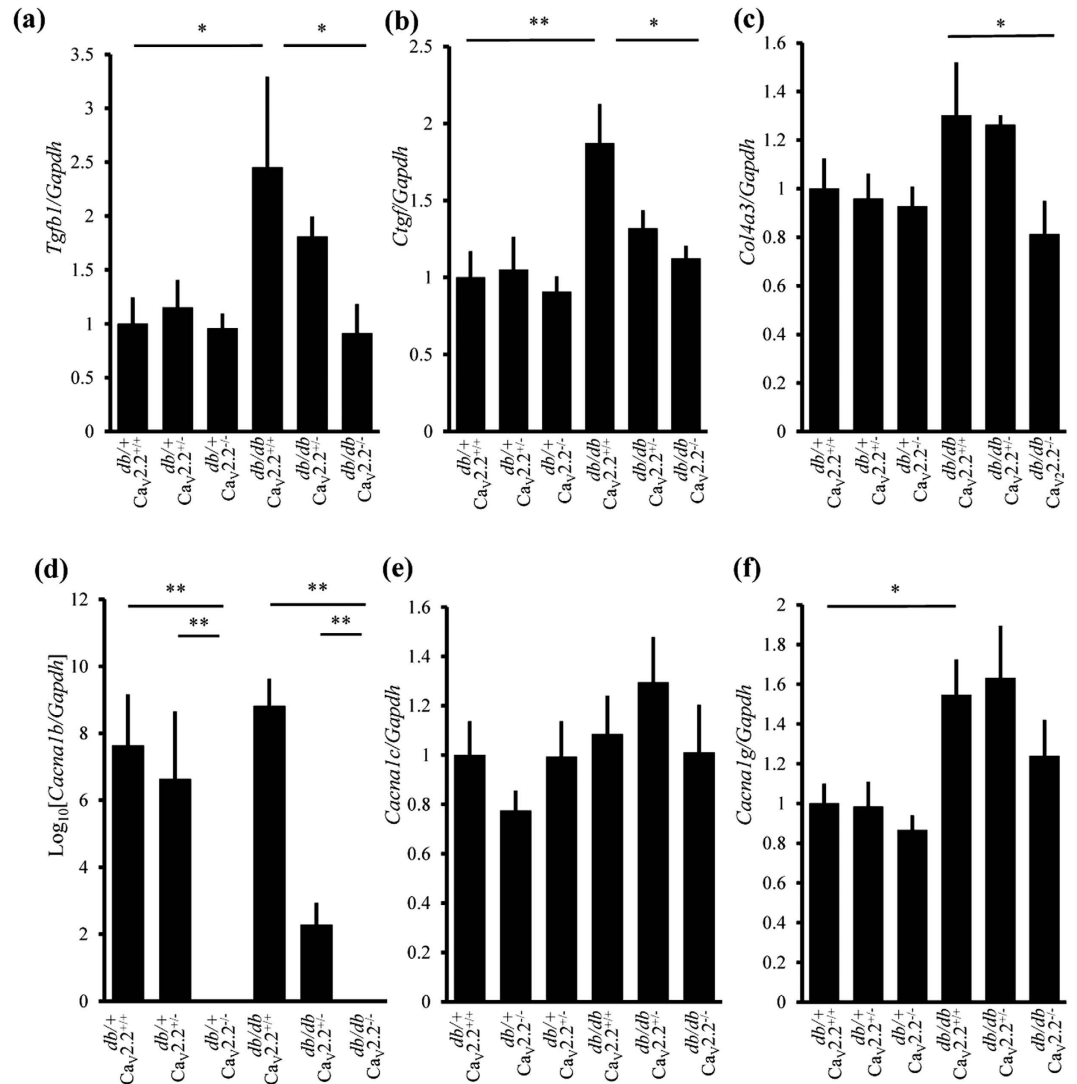 (a)
*
*
3.5
3
2.5
2
1.5
1
0.5
0
Tgfb1/Gapdh
db/+
Cav2.2+/+
db/+
Cav2.2+/-
db/+
Cav2.2-/-
db/db
Cav2.2+/+
db/db
Cav2.2+/-
db/db
Cav2.2-/-
(b)
**
*
2.5
2
1.5
1
0.5
0
Ctgf/Gapdh
db/+
Cav2.2+/+
db/+
Cav2.2+/-
db/+
Cav2.2-/-
db/db
Cav2.2+/+
db/db
Cav2.2+/-
db/db
Cav2.2-/-
(c)
*
1.6
1.4
1.2
1
0.8
0.6
0.4
0.2
0
Col4a3/Gapdh
db/+
Cav2.2+/+
db/+
Cav2.2+/-
db/+
Cav2.2-/-
db/db
Cav2.2+/+
db/db
Cav2.2+/-
db/db
Cav2.2-/-
(d)
**
**
**
**
12
10
8
6
4
2
0
Log10[Cacna1b/Gapdh]
db/+
Cav2.2+/+
db/+
Cav2.2+/-
db/+
Cav2.2-/-
db/db
Cav2.2+/+
db/db
Cav2.2+/-
db/db
Cav2.2-/-
(e)
1.6
1.4
1.2
1
0.8
0.6
0.4
0.2
0
Cacna1c/Gapdh
db/+
Cav2.2+/+
db/+
Cav2.2+/-
db/+
Cav2.2-/-
db/db
Cav2.2+/+
db/db
Cav2.2+/-
db/db
Cav2.2-/-
(f)
*
2
1.8
1.6
1.4
1.2
1
0.8
0.6
0.4
0.2
0
Cacna1g/Gapdh
db/+
Cav2.2+/+
db/+
Cav2.2+/-
db/+
Cav2.2-/-
db/db
Cav2.2+/+
db/db
Cav2.2+/-
db/db
Cav2.2-/-